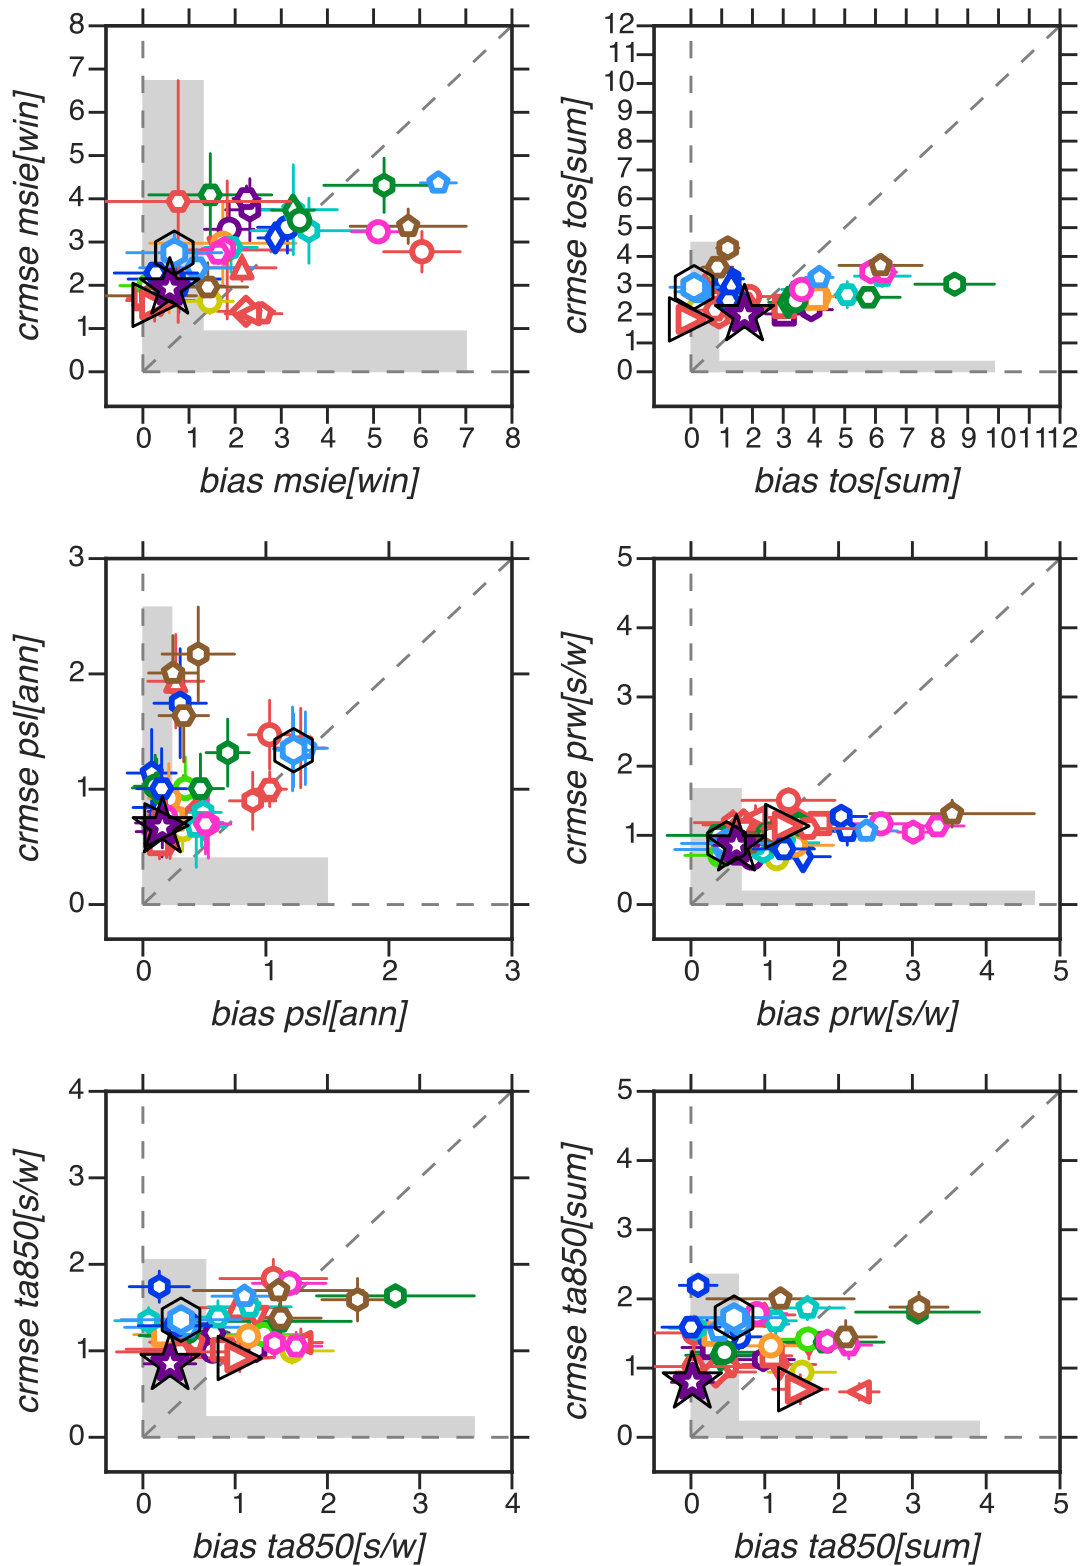 8
7
6
5
4
3
2
1
0
crmse msie[win]
0 1 2 3 4 5 6 7 8
bias msie[win]
12
11
10
9
8
7
6
5
4
3
2
1
0
crmse tos[sum]
0 1 2 3 4 5 6 7 8 9 10 11 12
bias tos[sum]
3
2
1
0
crmse psl[ann]
0 1 2 3
bias psl[ann]
5
4
3
2
1
0
crmse prw[s/w]
0 1 2 3 4 5
bias prw[s/w]
4
3
2
1
0
crmse ta850[s/w]
0 1 2 3 4
bias ta850[s/w]
5
4
3
2
1
0
crmse ta850[sum]
0 1 2 3 4 5
bias ta850[sum]